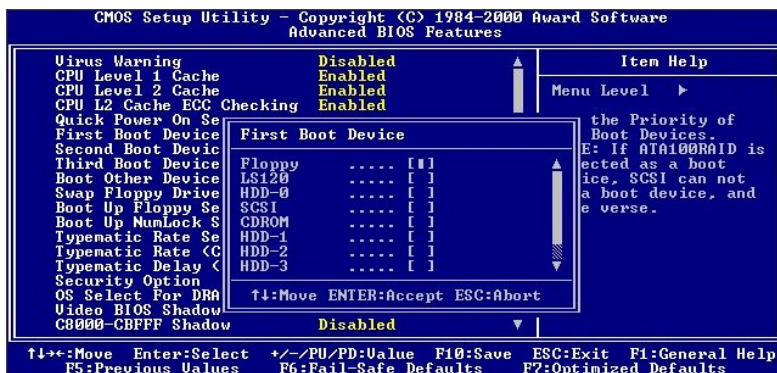 CMOS Setup Utility - Copyright (C) 1984-2000 Award Software
Advanced BIOS Features
Virus Warning Disabled
CPU Level 1 Cache Enabled
CPU Level 2 Cache Enabled
CPU L2 Cache ECC Checking Enabled
Quick Power On Se
First Boot Device
Second Boot Devic
Third Boot Device
Boot Other Device
Swap Floppy Drive
Boot Up Floppy Se
Boot Up NumLock S
Typematic Rate Se
Typematic Rate (C
Typematic Delay (
Security Option
OS Select For DRA
Video BIOS Shadow
C8000-CBFFF Shadow Disabled
First Boot Device
Floppy ..... [▮]
LS120 ..... [ ]
HDD-0 ..... [ ]
SCSI ..... [ ]
CDROM ..... [ ]
HDD-1 ..... [ ]
HDD-2 ..... [ ]
HDD-3 ..... [ ]
↑↓:Move ENTER:Accept ESC:Abort
Item Help
Menu Level ▶
the Priority of
Boot Devices.
E: If ATA100RAID is
ected as a boot
ice, SCSI can not
a boot device, and
e verse.
↑↓→←:Move Enter:Select +/-/PU/PD:Value F10:Save ESC:Exit F1:General Help
F5:Previous Values F6:Fail-Safe Defaults F7:Optimized Defaults